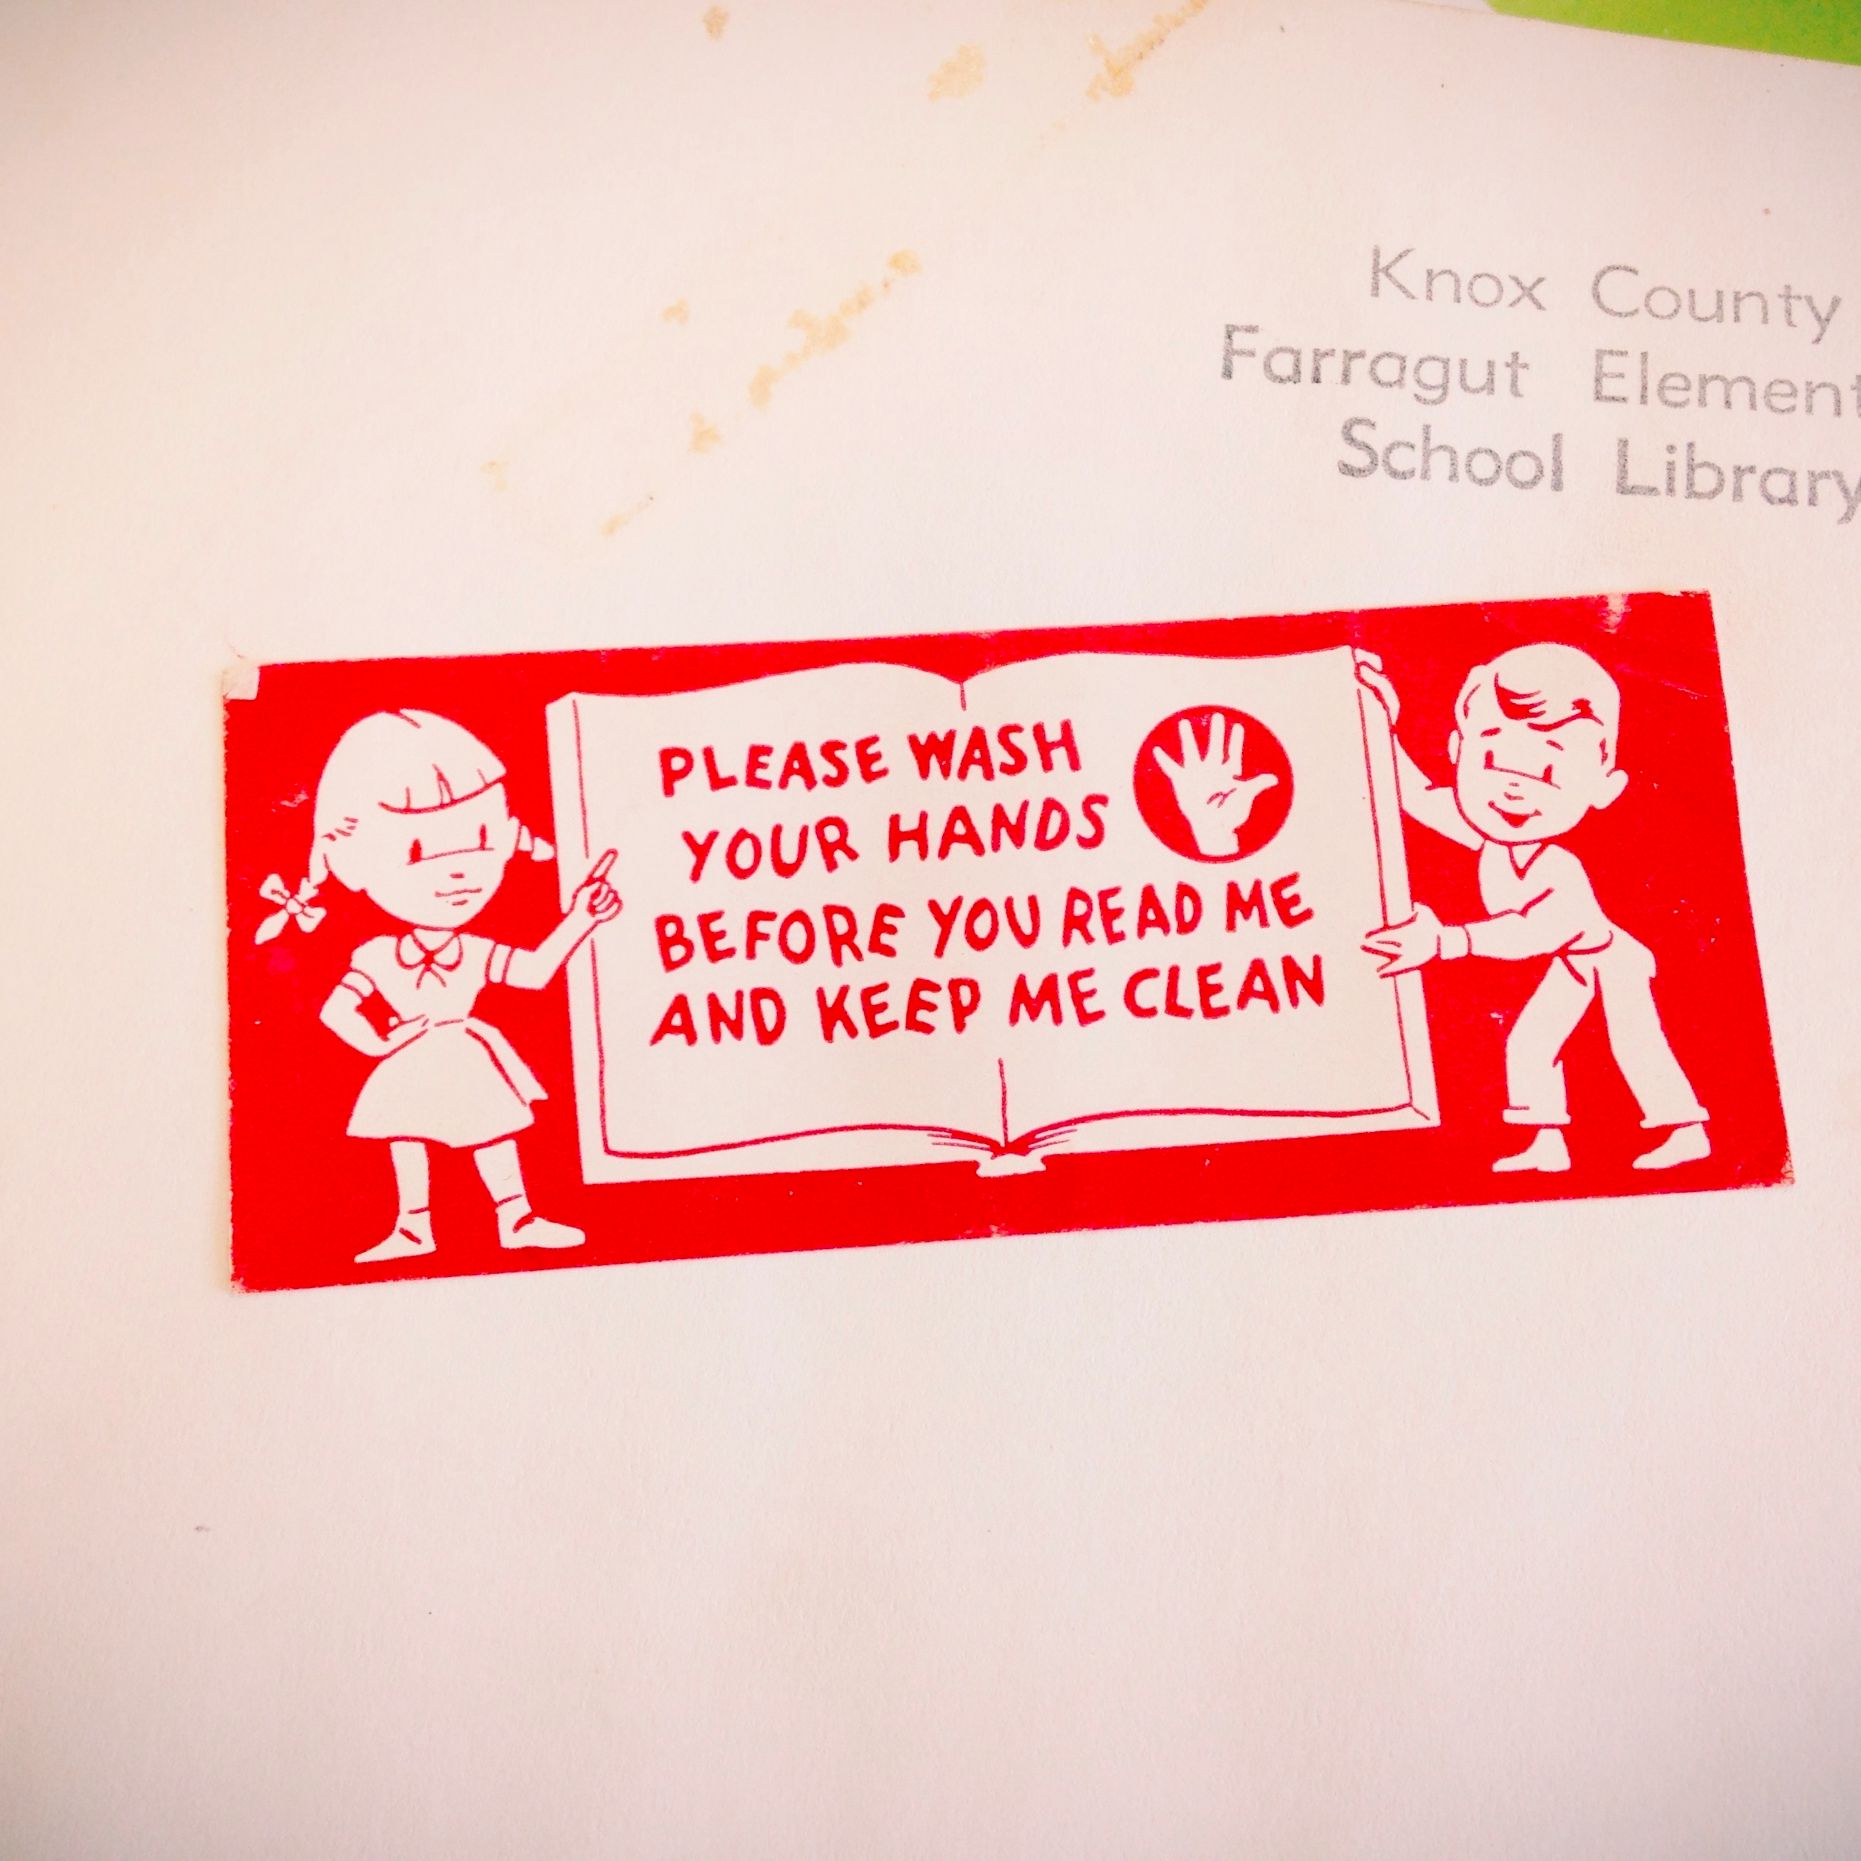 Knox County
Farragut Element
School Library
PLEASE WASH
YOUR HANDS
BEFORE YOU READ ME
AND KEEP ME CLEAN